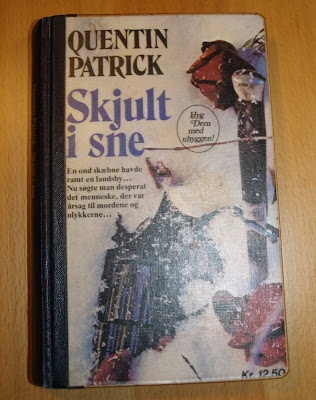 QUENTIN
PATRICK
Skjult
i sne
Hyg
Dem
med
uhyggen!
En ond skæbne havde
ramt en landsby...
Nu søgte man desperat
det menneske, der var
årsag til mordene og
ulykkerne...
Kr. 12.50